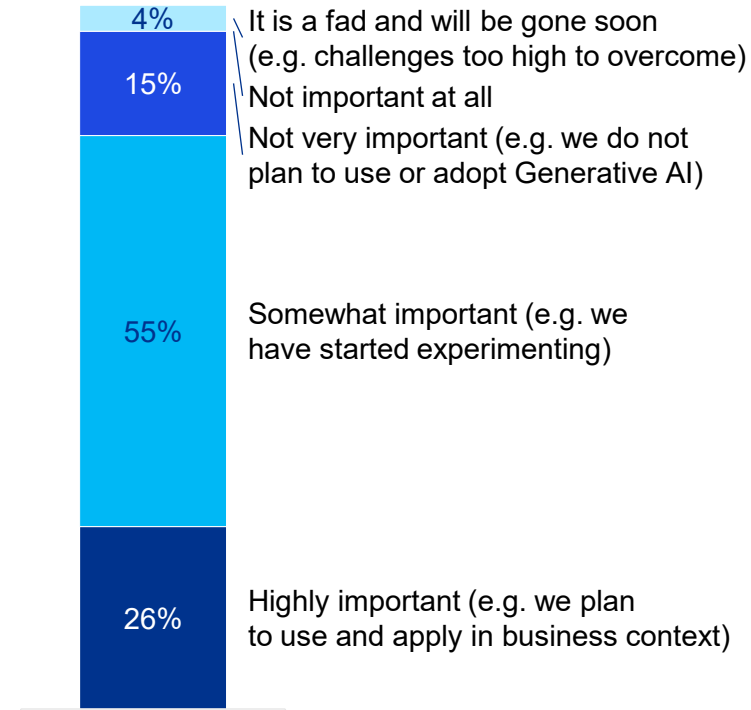 4%
It is a fad and will be gone soon
(e.g. challenges too high to overcome)
15%
Not important at all
Not very important (e.g. we do not
plan to use or adopt Generative AI)
55%
Somewhat important (e.g. we
have started experimenting)
26%
Highly important (e.g. we plan
to use and apply in business context)